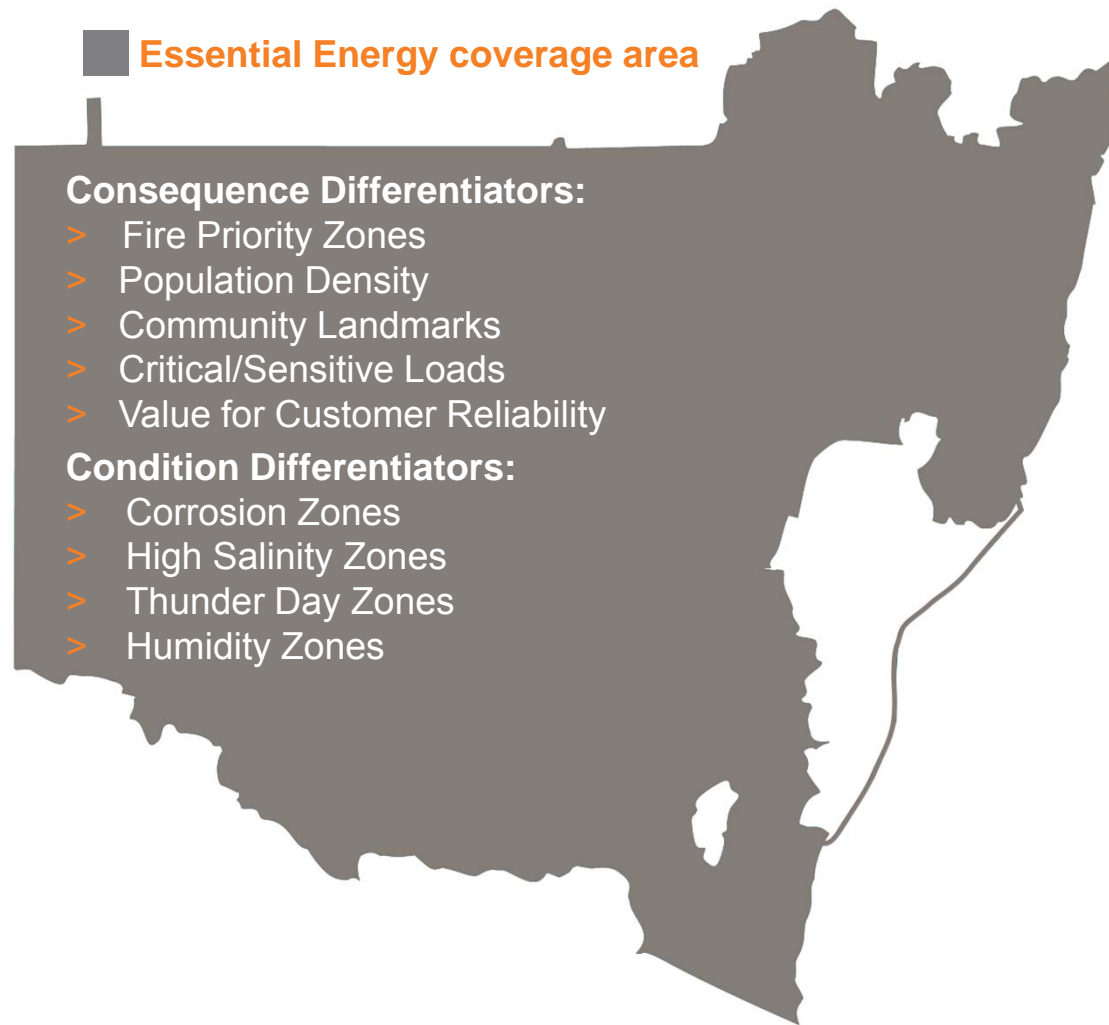 Essential Energy coverage area
Consequence Differentiators:
> Fire Priority Zones
> Population Density
> Community Landmarks
> Critical/Sensitive Loads
> Value for Customer Reliability
Condition Differentiators:
> Corrosion Zones
> High Salinity Zones
> Thunder Day Zones
> Humidity Zones